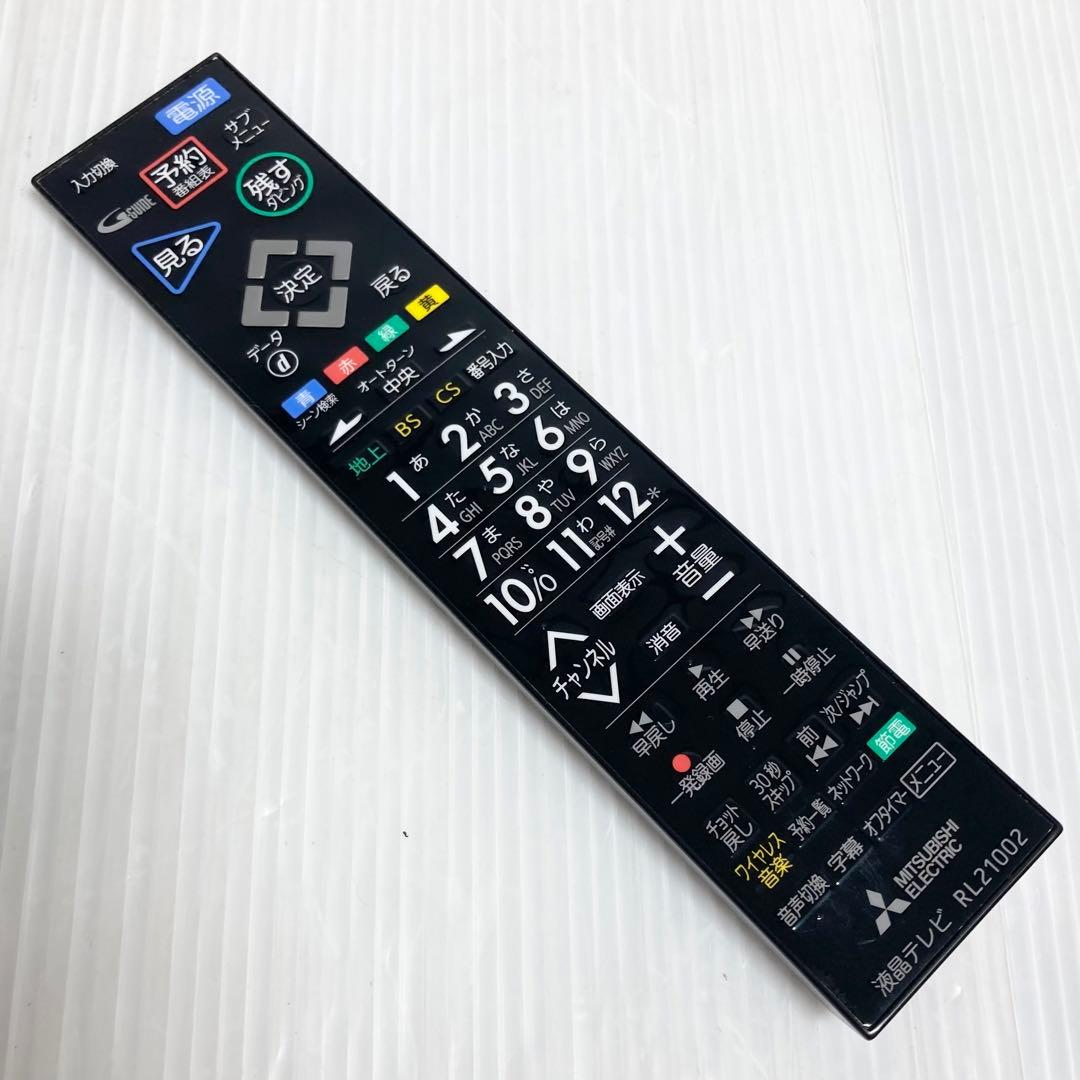 電源
入力切換
予約
番組表
サブ
メニュー
G-GUIDE
見る
残す
ダビング
決定
戻る
データ
d
青
赤
緑
黄
シーン検索
オートターン
中央
地上
BS
CS
番号入力
1 あ
2 か ABC
3 さ DEF
4 た GHI
5 な JKL
6 は MNO
7 ま PQRS
8 や TUV
9 ら WXYZ
10 ゛゜/0
11 わ 記号#
12 *
チャンネル
画面表示
消音
+
音量
−
早戻し
再生
早送り
一発録画
停止
一時停止
チョット
戻し
30秒
スキップ
前
次/ジャンプ
ワイヤレス
音楽
予約一覧
ネットワーク
節電
音声切換
字幕
オフタイマー
メニュー
MITSUBISHI
ELECTRIC
液晶テレビ RL21002